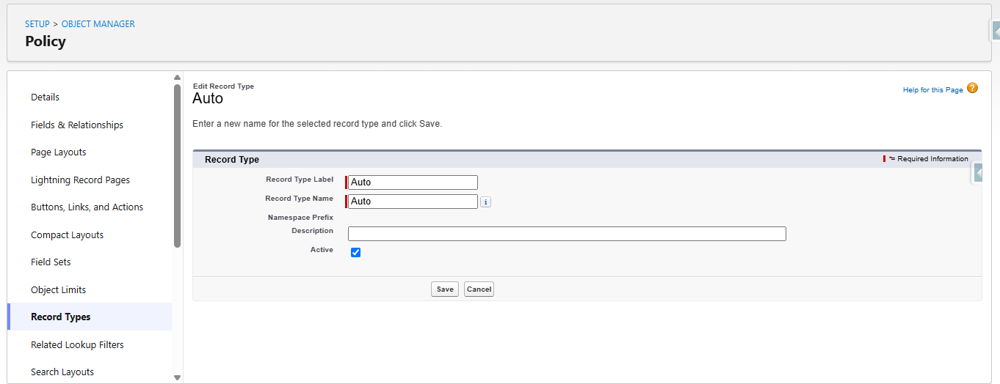 SETUP > OBJECT MANAGER
Policy
Details
Fields & Relationships
Page Layouts
Lightning Record Pages
Buttons, Links, and Actions
Compact Layouts
Field Sets
Object Limits
Record Types
Related Lookup Filters
Search Layouts
Edit Record Type
Auto
Help for this Page ?
Enter a new name for the selected record type and click Save.
Record Type
*= Required Information
Record Type Label Auto
Record Type Name Auto i
Namespace Prefix
Description
Active
Save Cancel